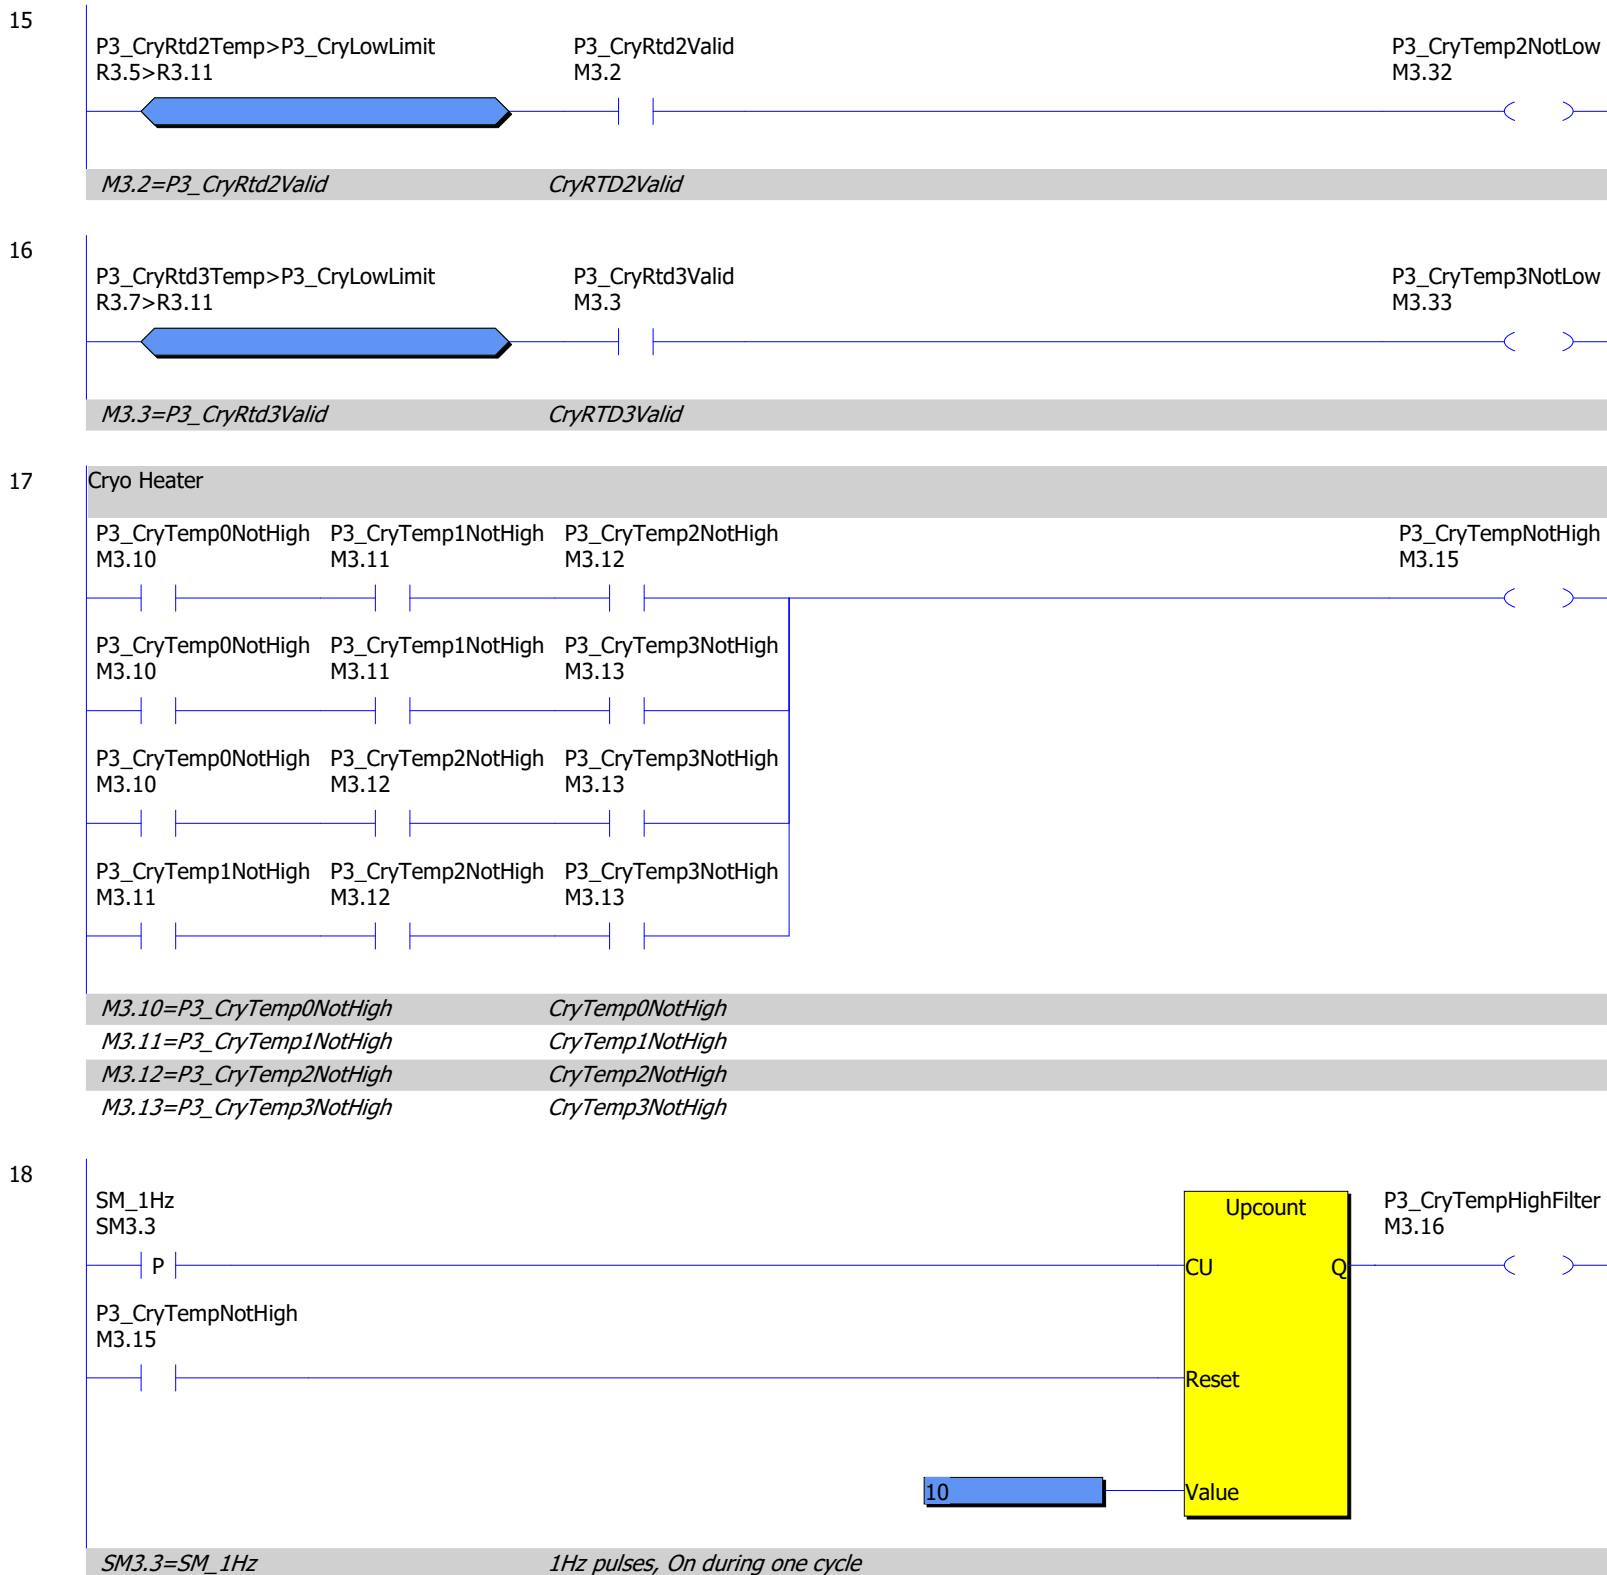 15
P3_CryRtd2Temp>P3_CryLowLimit P3_CryRtd2Valid P3_CryTemp2NotLow
R3.5>R3.11 M3.2 M3.32
M3.2=P3_CryRtd2Valid CryRTD2Valid
16
P3_CryRtd3Temp>P3_CryLowLimit P3_CryRtd3Valid P3_CryTemp3NotLow
R3.7>R3.11 M3.3 M3.33
M3.3=P3_CryRtd3Valid CryRTD3Valid
17 Cryo Heater
P3_CryTemp0NotHigh P3_CryTemp1NotHigh P3_CryTemp2NotHigh P3_CryTempNotHigh
M3.10 M3.11 M3.12 M3.15
P3_CryTemp0NotHigh P3_CryTemp1NotHigh P3_CryTemp3NotHigh
M3.10 M3.11 M3.13
P3_CryTemp0NotHigh P3_CryTemp2NotHigh P3_CryTemp3NotHigh
M3.10 M3.12 M3.13
P3_CryTemp1NotHigh P3_CryTemp2NotHigh P3_CryTemp3NotHigh
M3.11 M3.12 M3.13
M3.10=P3_CryTemp0NotHigh CryTemp0NotHigh
M3.11=P3_CryTemp1NotHigh CryTemp1NotHigh
M3.12=P3_CryTemp2NotHigh CryTemp2NotHigh
M3.13=P3_CryTemp3NotHigh CryTemp3NotHigh
18
SM_1Hz Upcount P3_CryTempHighFilter
SM3.3 M3.16
P CU Q
P3_CryTempNotHigh
M3.15
Reset
10 Value
SM3.3=SM_1Hz 1Hz pulses, On during one cycle